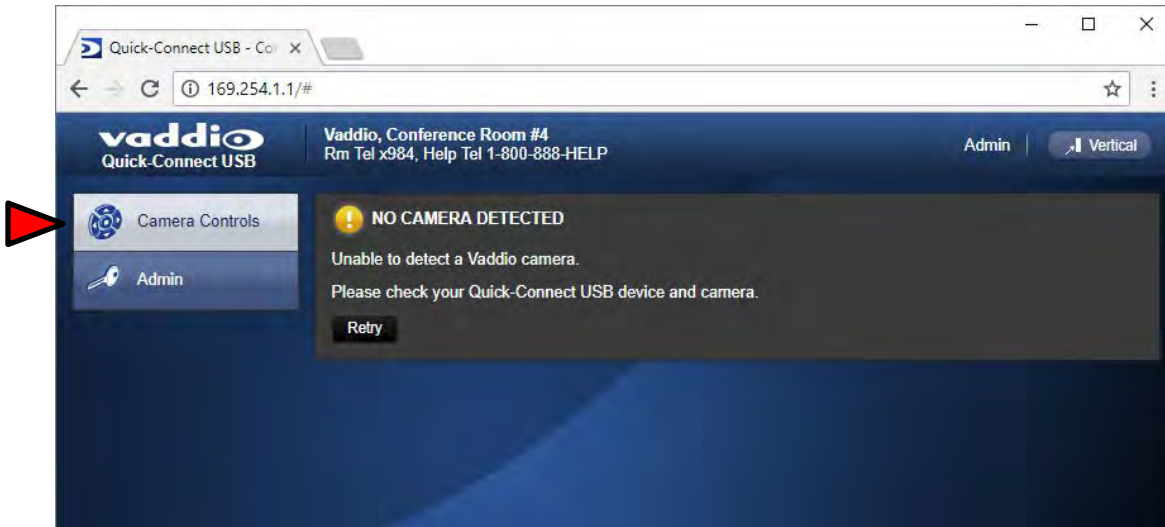 Quick-Connect USB - Co
169.254.1.1/#
vaddio
Quick-Connect USB
Vaddio, Conference Room #4
Rm Tel x984, Help Tel 1-800-888-HELP
Admin
Vertical
Camera Controls
Admin
NO CAMERA DETECTED
Unable to detect a Vaddio camera.
Please check your Quick-Connect USB device and camera.
Retry